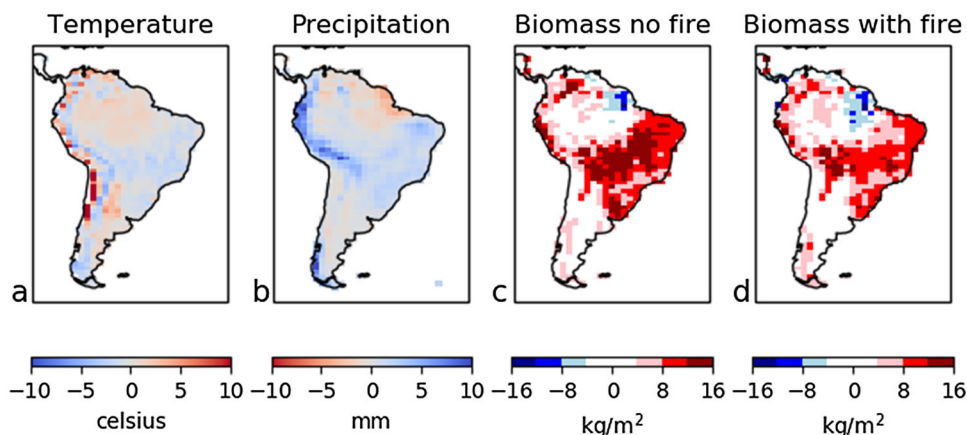 Temperature Precipitation Biomass no fire Biomass with fire
a b c d
−10 −5 0 5 10 −10 −5 0 5 10 −16 −8 0 8 16 −16 −8 0 8 16
celsius mm kg/m² kg/m²